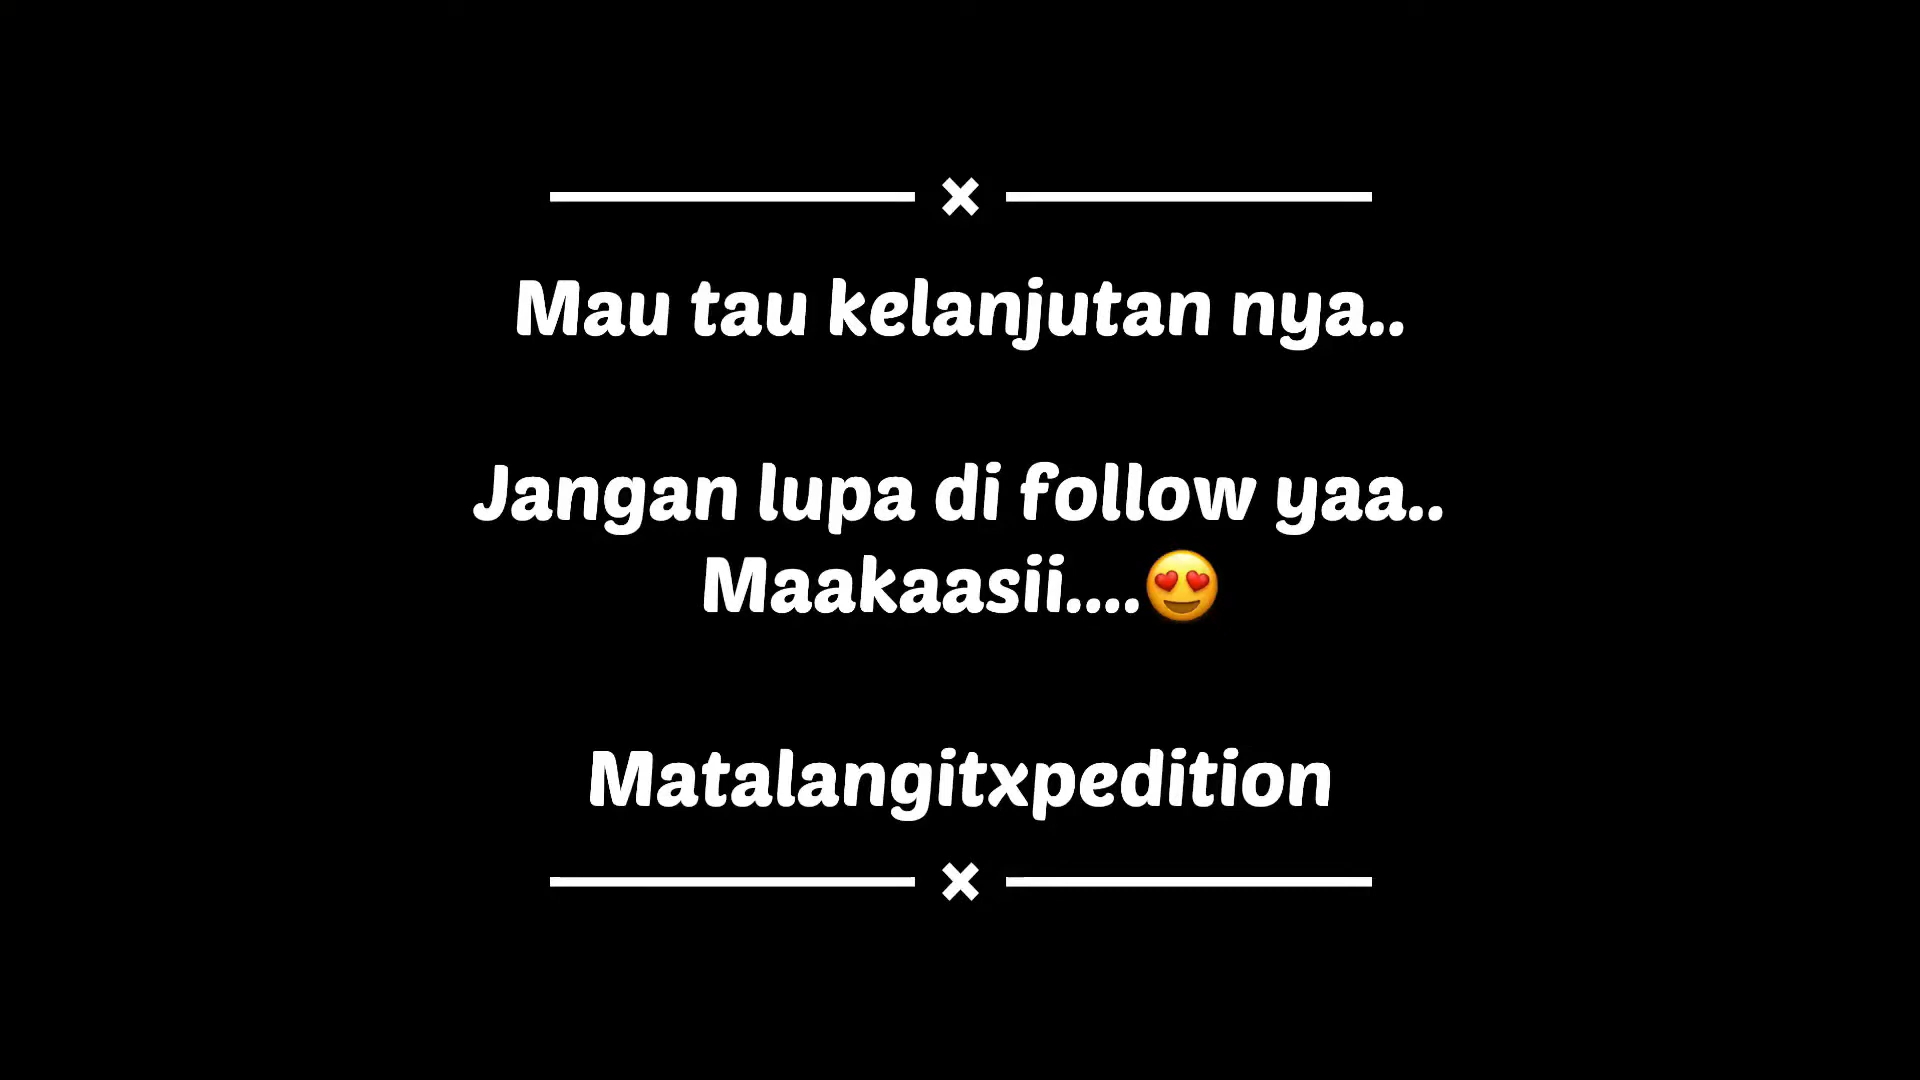 Mau tau kelanjutan nya..
Jangan lupa di follow yaa..
Maakaasii....😍
Matalangitxpedition